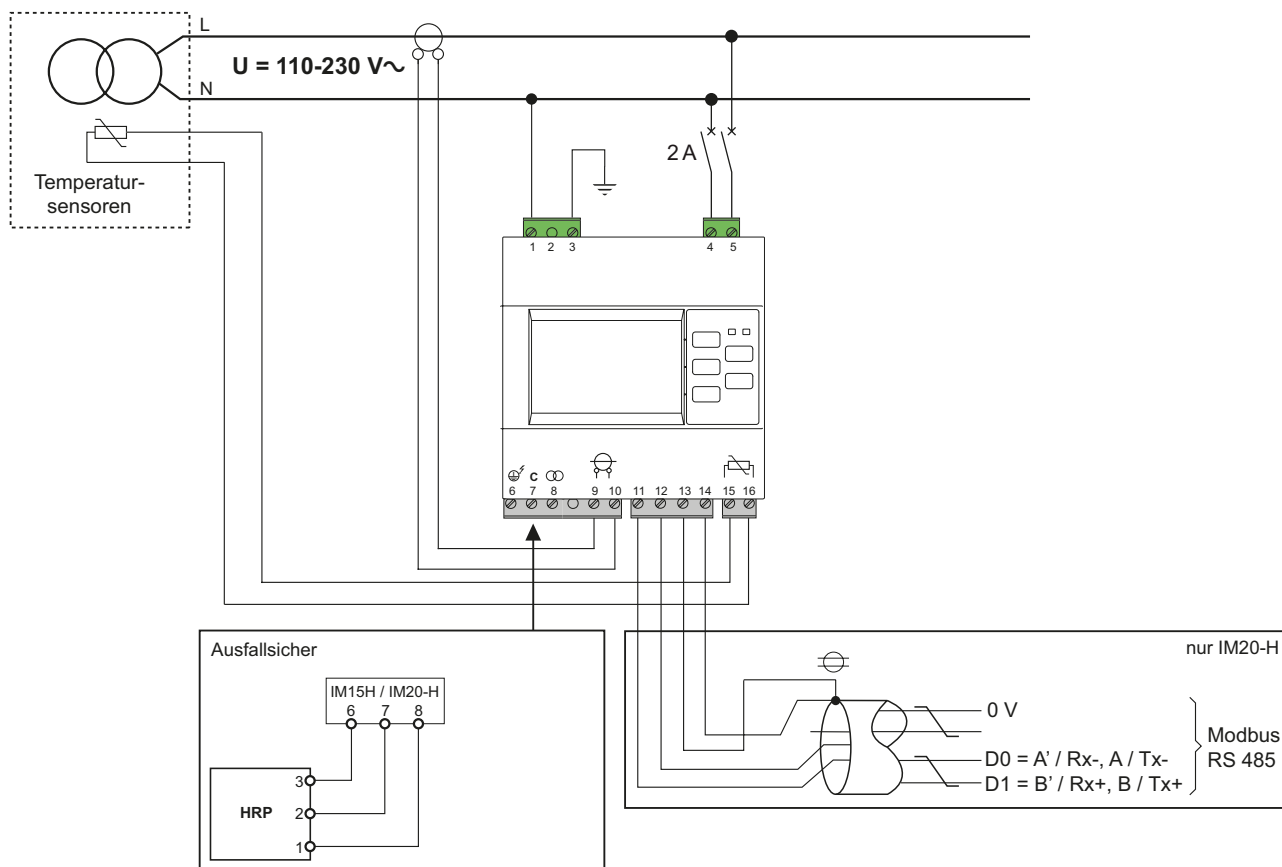 L
U = 110-230 V~
N
2 A
Temperatur-
sensoren
1 2 3
4 5
C
6 7 8 9 10 11 12 13 14 15 16
Ausfallsicher
IM15H / IM20-H
6 7 8
3
HRP 2
1
nur IM20-H
0 V
Modbus
RS 485
D0 = A' / Rx-, A / Tx-
D1 = B' / Rx+, B / Tx+